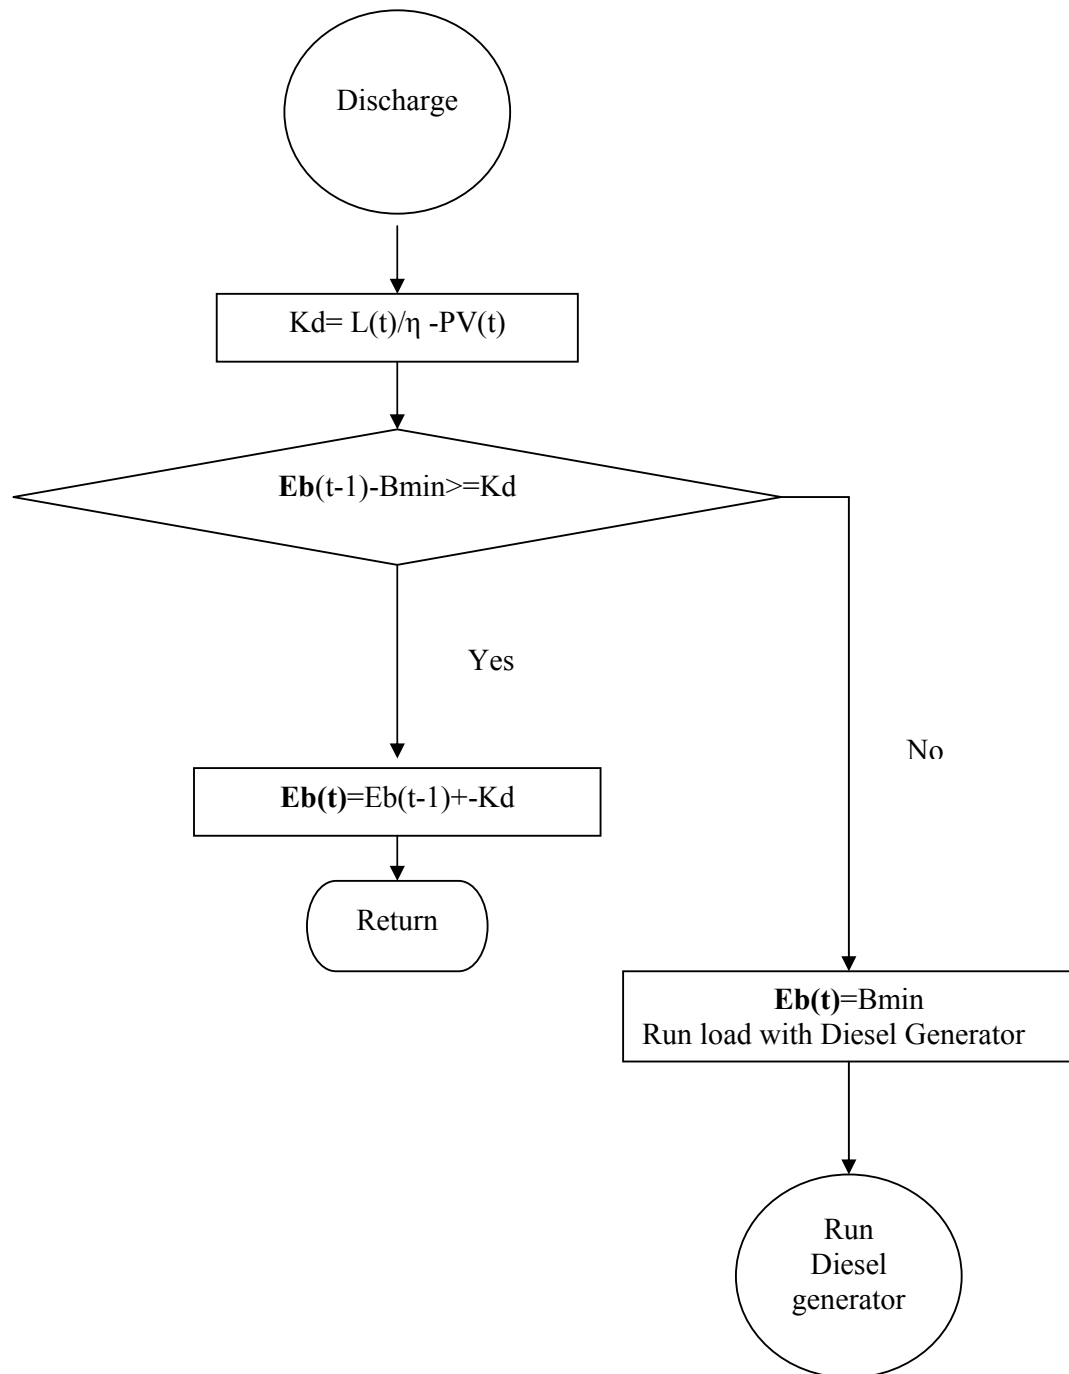 Discharge
Kd= L(t)/η -PV(t)
Eb(t-1)-Bmin>=Kd
Yes
No
Eb(t)=Eb(t-1)+-Kd
Return
Eb(t)=Bmin
Run load with Diesel Generator
Run
Diesel
generator